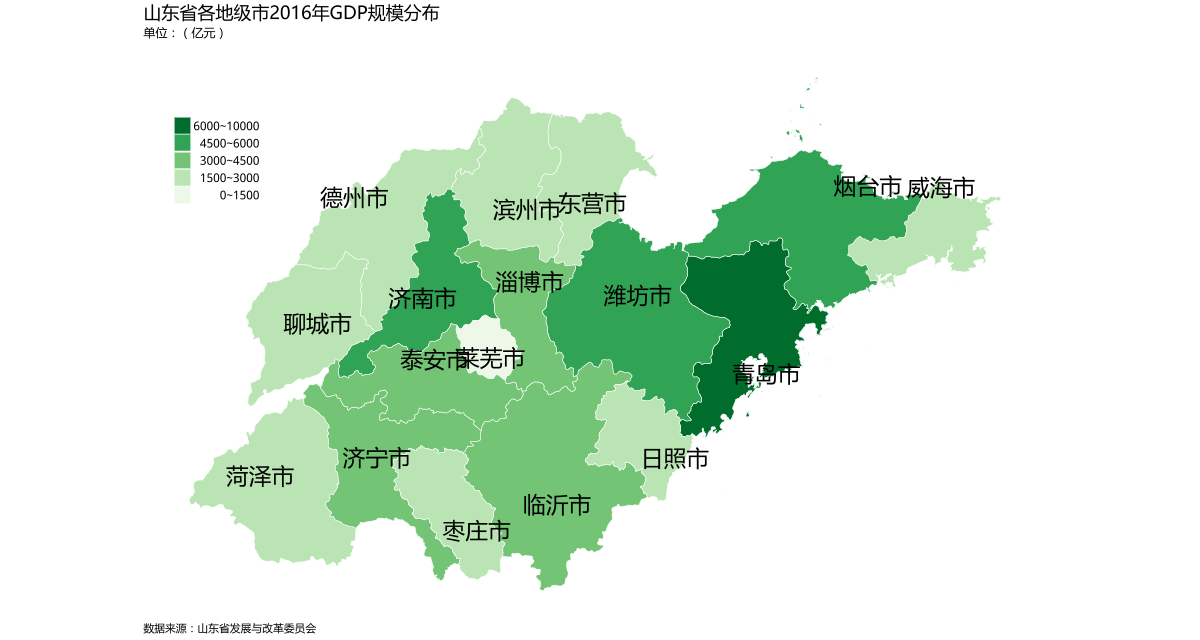 山东省各地级市2016年GDP规模分布
单位：（亿元）
6000~10000
4500~6000
3000~4500
1500~3000
0~1500
烟台市
威海市
德州市
滨州市
东营市
淄博市
潍坊市
济南市
聊城市
泰安市
莱芜市
青岛市
济宁市
日照市
菏泽市
临沂市
枣庄市
数据来源：山东省发展与改革委员会